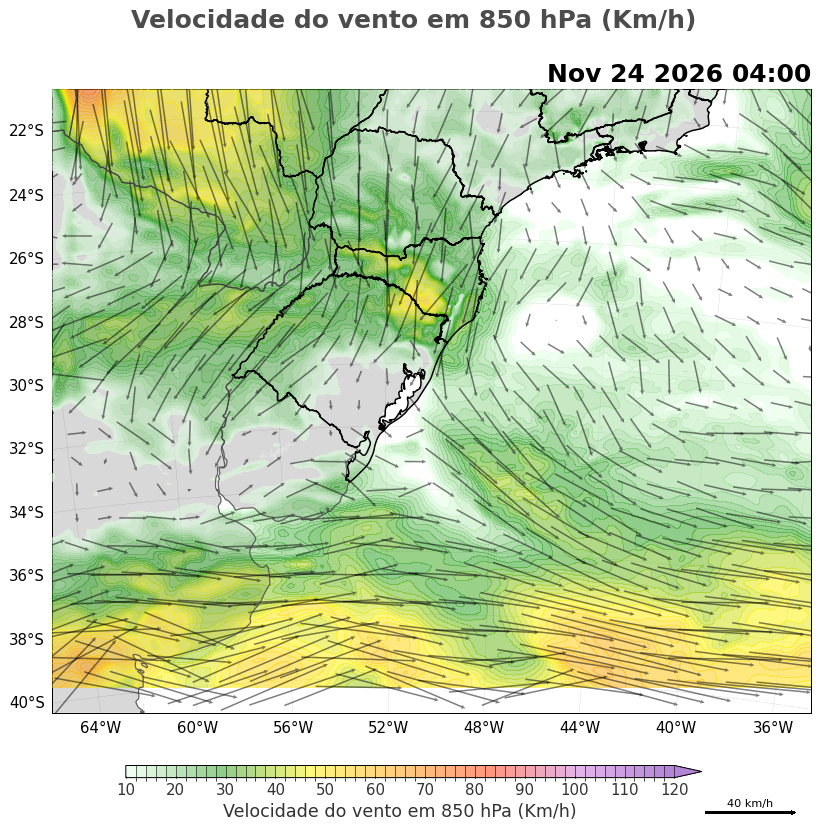 Velocidade do vento em 850 hPa (Km/h)
Nov 24 2026 04:00
22°S
24°S
26°S
28°S
30°S
32°S
34°S
36°S
38°S
40°S
64°W 60°W 56°W 52°W 48°W 44°W 40°W 36°W
10 20 30 40 50 60 70 80 90 100 110 120
Velocidade do vento em 850 hPa (Km/h)
40 km/h